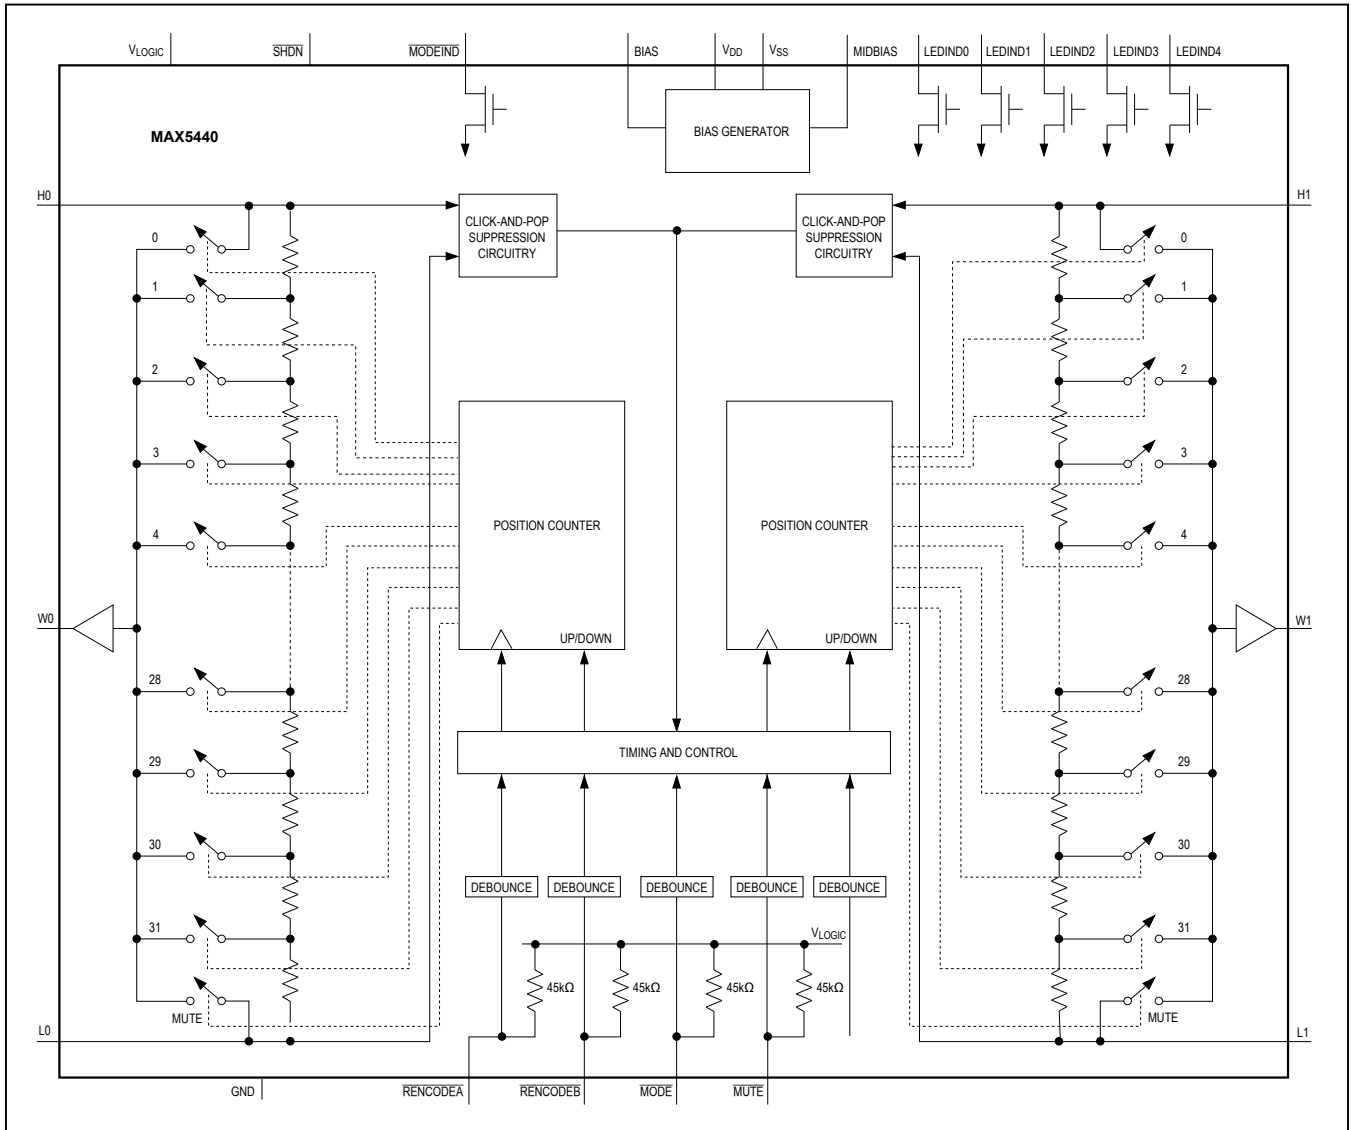 VLOGIC SHDN MODEIND BIAS VDD VSS MIDBIAS LEDIND0 LEDIND1 LEDIND2 LEDIND3 LEDIND4
MAX5440
BIAS GENERATOR
H0
H1
CLICK-AND-POP
SUPPRESSION
CIRCUITRY
CLICK-AND-POP
SUPPRESSION
CIRCUITRY
0
0
1
1
2
2
3
3
4
4
POSITION COUNTER
POSITION COUNTER
W0
UP/DOWN
UP/DOWN
W1
28
28
TIMING AND CONTROL
29
29
30
30
DEBOUNCE DEBOUNCE DEBOUNCE DEBOUNCE DEBOUNCE
31
VLOGIC
31
45kΩ 45kΩ 45kΩ 45kΩ
MUTE
MUTE
L0
L1
GND RENCODEA RENCODEB MODE MUTE